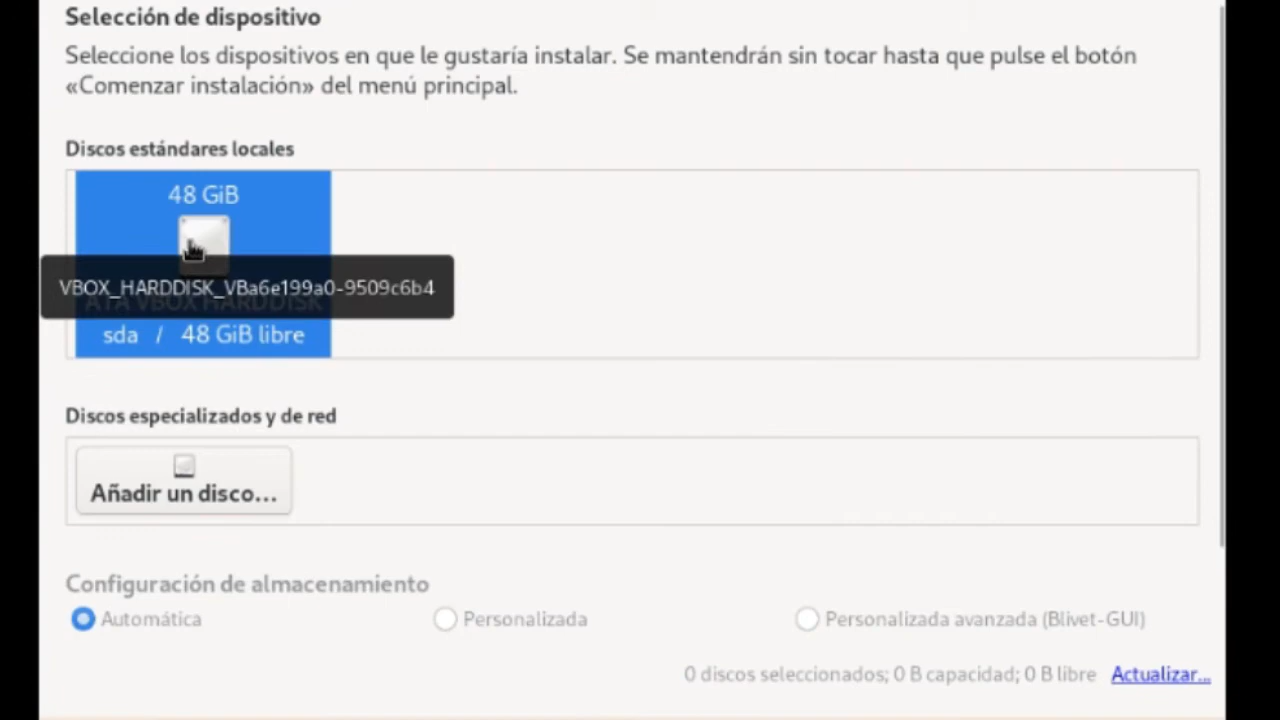 Selección de dispositivo
Seleccione los dispositivos en que le gustaría instalar. Se mantendrán sin tocar hasta que pulse el botón
«Comenzar instalación» del menú principal.
Discos estándares locales
48 GiB
VBOX_HARDDISK_VBa6e199a0-9509c6b4
ATA VBOX HARDDISK
sda / 48 GiB libre
Discos especializados y de red
Añadir un disco...
Configuración de almacenamiento
Automática Personalizada Personalizada avanzada (Blivet-GUI)
0 discos seleccionados; 0 B capacidad; 0 B libre Actualizar...